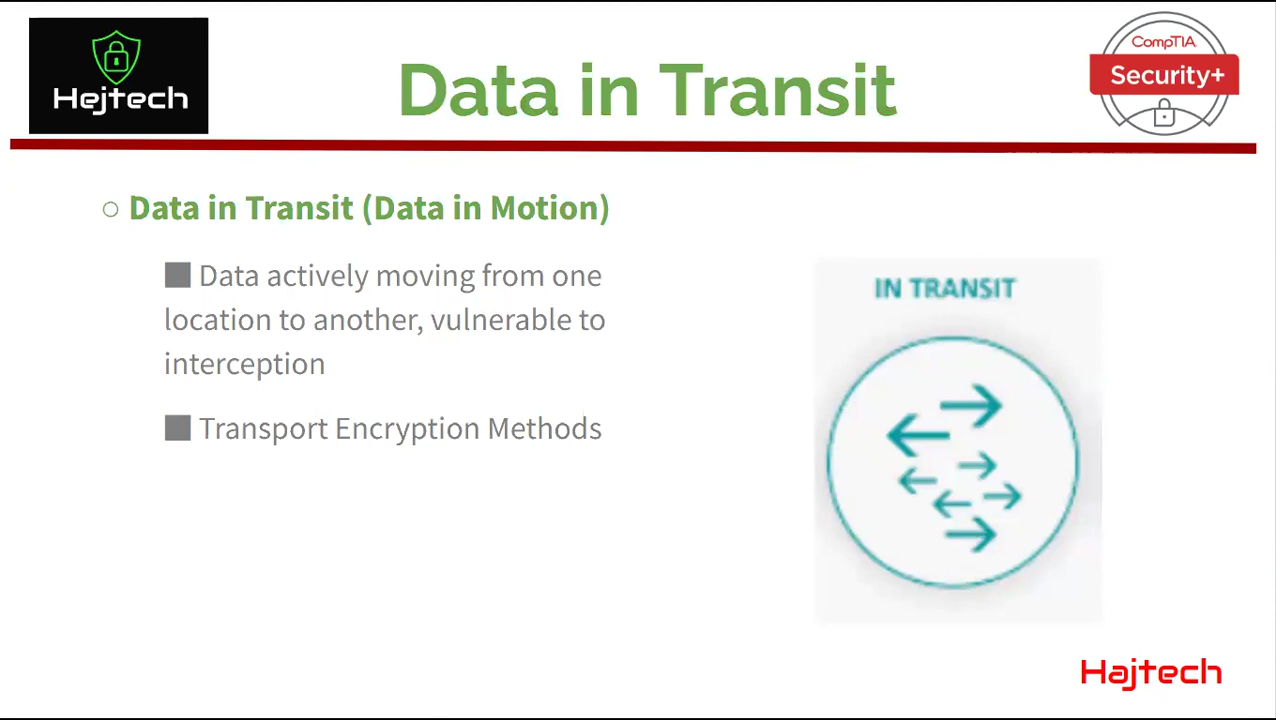 Hejtech
Data in Transit
CompTIA
Security+
○ Data in Transit (Data in Motion)
■ Data actively moving from one
location to another, vulnerable to
interception
■ Transport Encryption Methods
IN TRANSIT
Hajtech